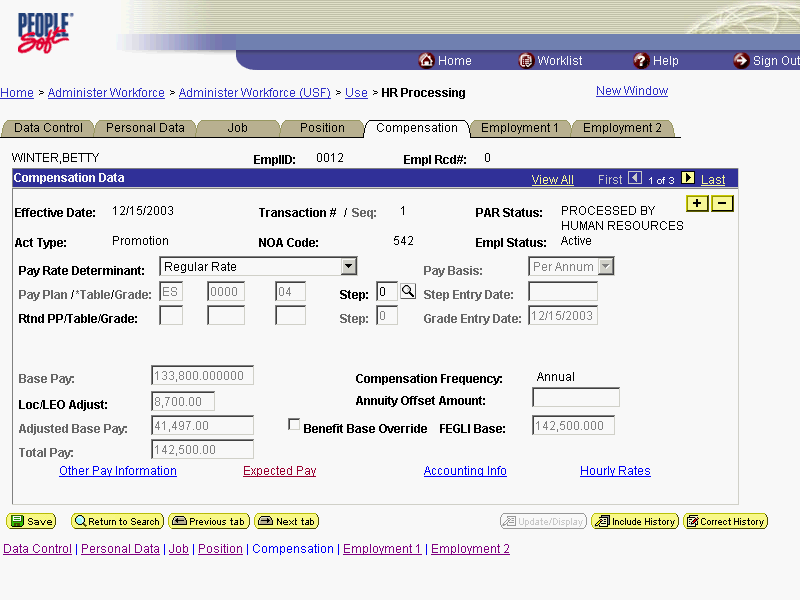 PEOPLE
Soft
Home Worklist Help Sign Out
Home > Administer Workforce > Administer Workforce (USF) > Use > HR Processing New Window
Data Control Personal Data Job Position Compensation Employment 1 Employment 2
WINTER,BETTY EmplID: 0012 Empl Rcd#: 0
Compensation Data View All First 1 of 3 Last
Effective Date: 12/15/2003 Transaction # / Seq: 1 PAR Status: PROCESSED BY HUMAN RESOURCES + −
Act Type: Promotion NOA Code: 542 Empl Status: Active
Pay Rate Determinant: Regular Rate Pay Basis: Per Annum
Pay Plan /*Table/Grade: ES 0000 04 Step: 0 Step Entry Date:
Rtnd PP/Table/Grade: Step: 0 Grade Entry Date: 12/15/2003
Base Pay: 133,800.000000 Compensation Frequency: Annual
Loc/LEO Adjust: 8,700.00 Annuity Offset Amount:
Adjusted Base Pay: 41,497.00 Benefit Base Override FEGLI Base: 142,500.000
Total Pay: 142,500.00
Other Pay Information Expected Pay Accounting Info Hourly Rates
Save Return to Search Previous tab Next tab Update/Display Include History Correct History
Data Control | Personal Data | Job | Position | Compensation | Employment 1 | Employment 2